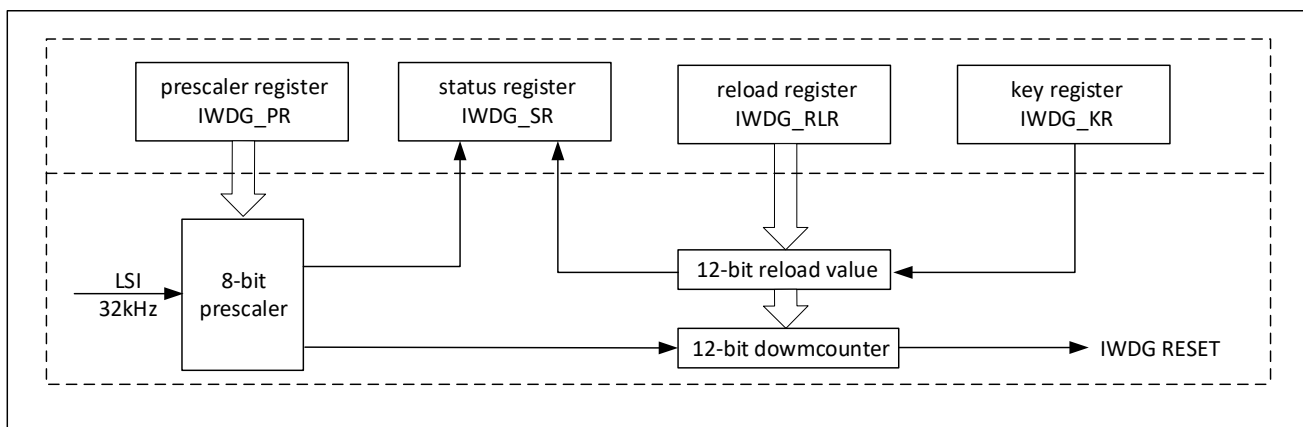 prescaler register
IWDG_PR
status register
IWDG_SR
reload register
IWDG_RLR
key register
IWDG_KR
LSI
32kHz
8-bit
prescaler
12-bit reload value
12-bit dowmcounter
IWDG RESET